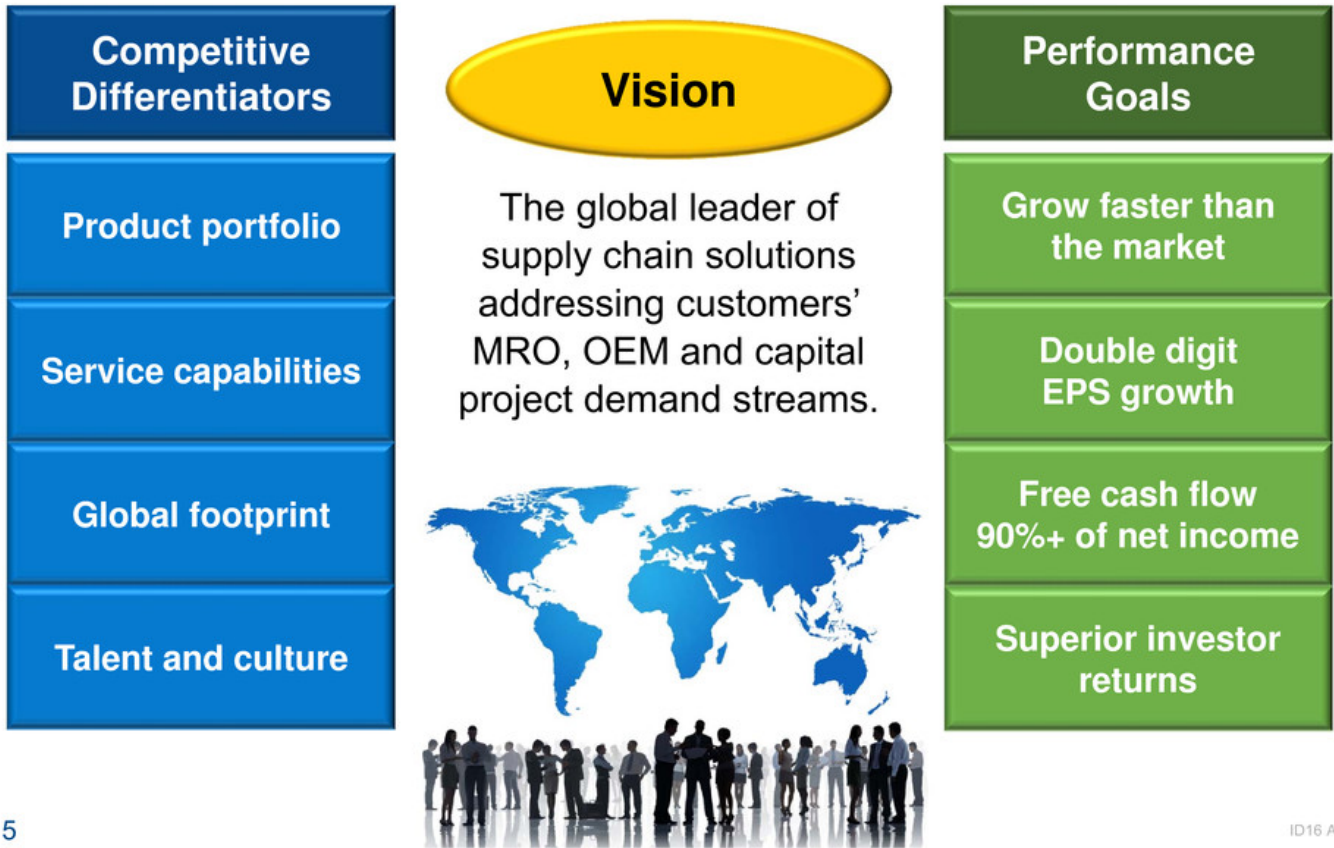 Competitive
Differentiators
Product portfolio
Service capabilities
Global footprint
Talent and culture
Vision
The global leader of
supply chain solutions
addressing customers’
MRO, OEM and capital
project demand streams.
Performance
Goals
Grow faster than
the market
Double digit
EPS growth
Free cash flow
90%+ of net income
Superior investor
returns
5
ID16 A